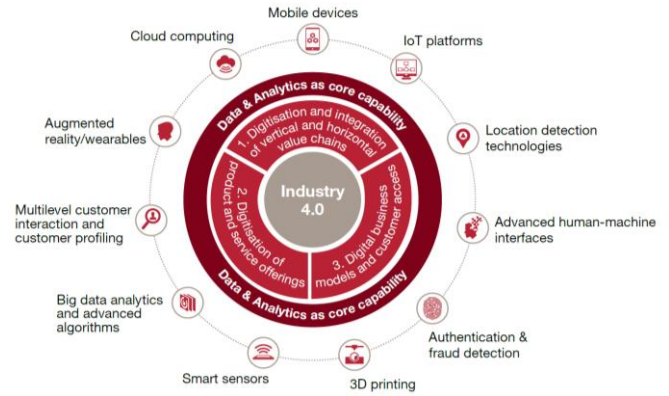 Mobile devices
IoT platforms
Location detection
technologies
Advanced human-machine
interfaces
Authentication &
fraud detection
3D printing
Smart sensors
Big data analytics
and advanced
algorithms
Multilevel customer
interaction and
customer profiling
Augmented
reality/wearables
Cloud computing
Data & Analytics as core capability
1. Digitisation and integration
of vertical and horizontal
value chains
2. Digitisation of
product and service offerings
3. Digital business
models and customer access
Industry
4.0
Data & Analytics as core capability